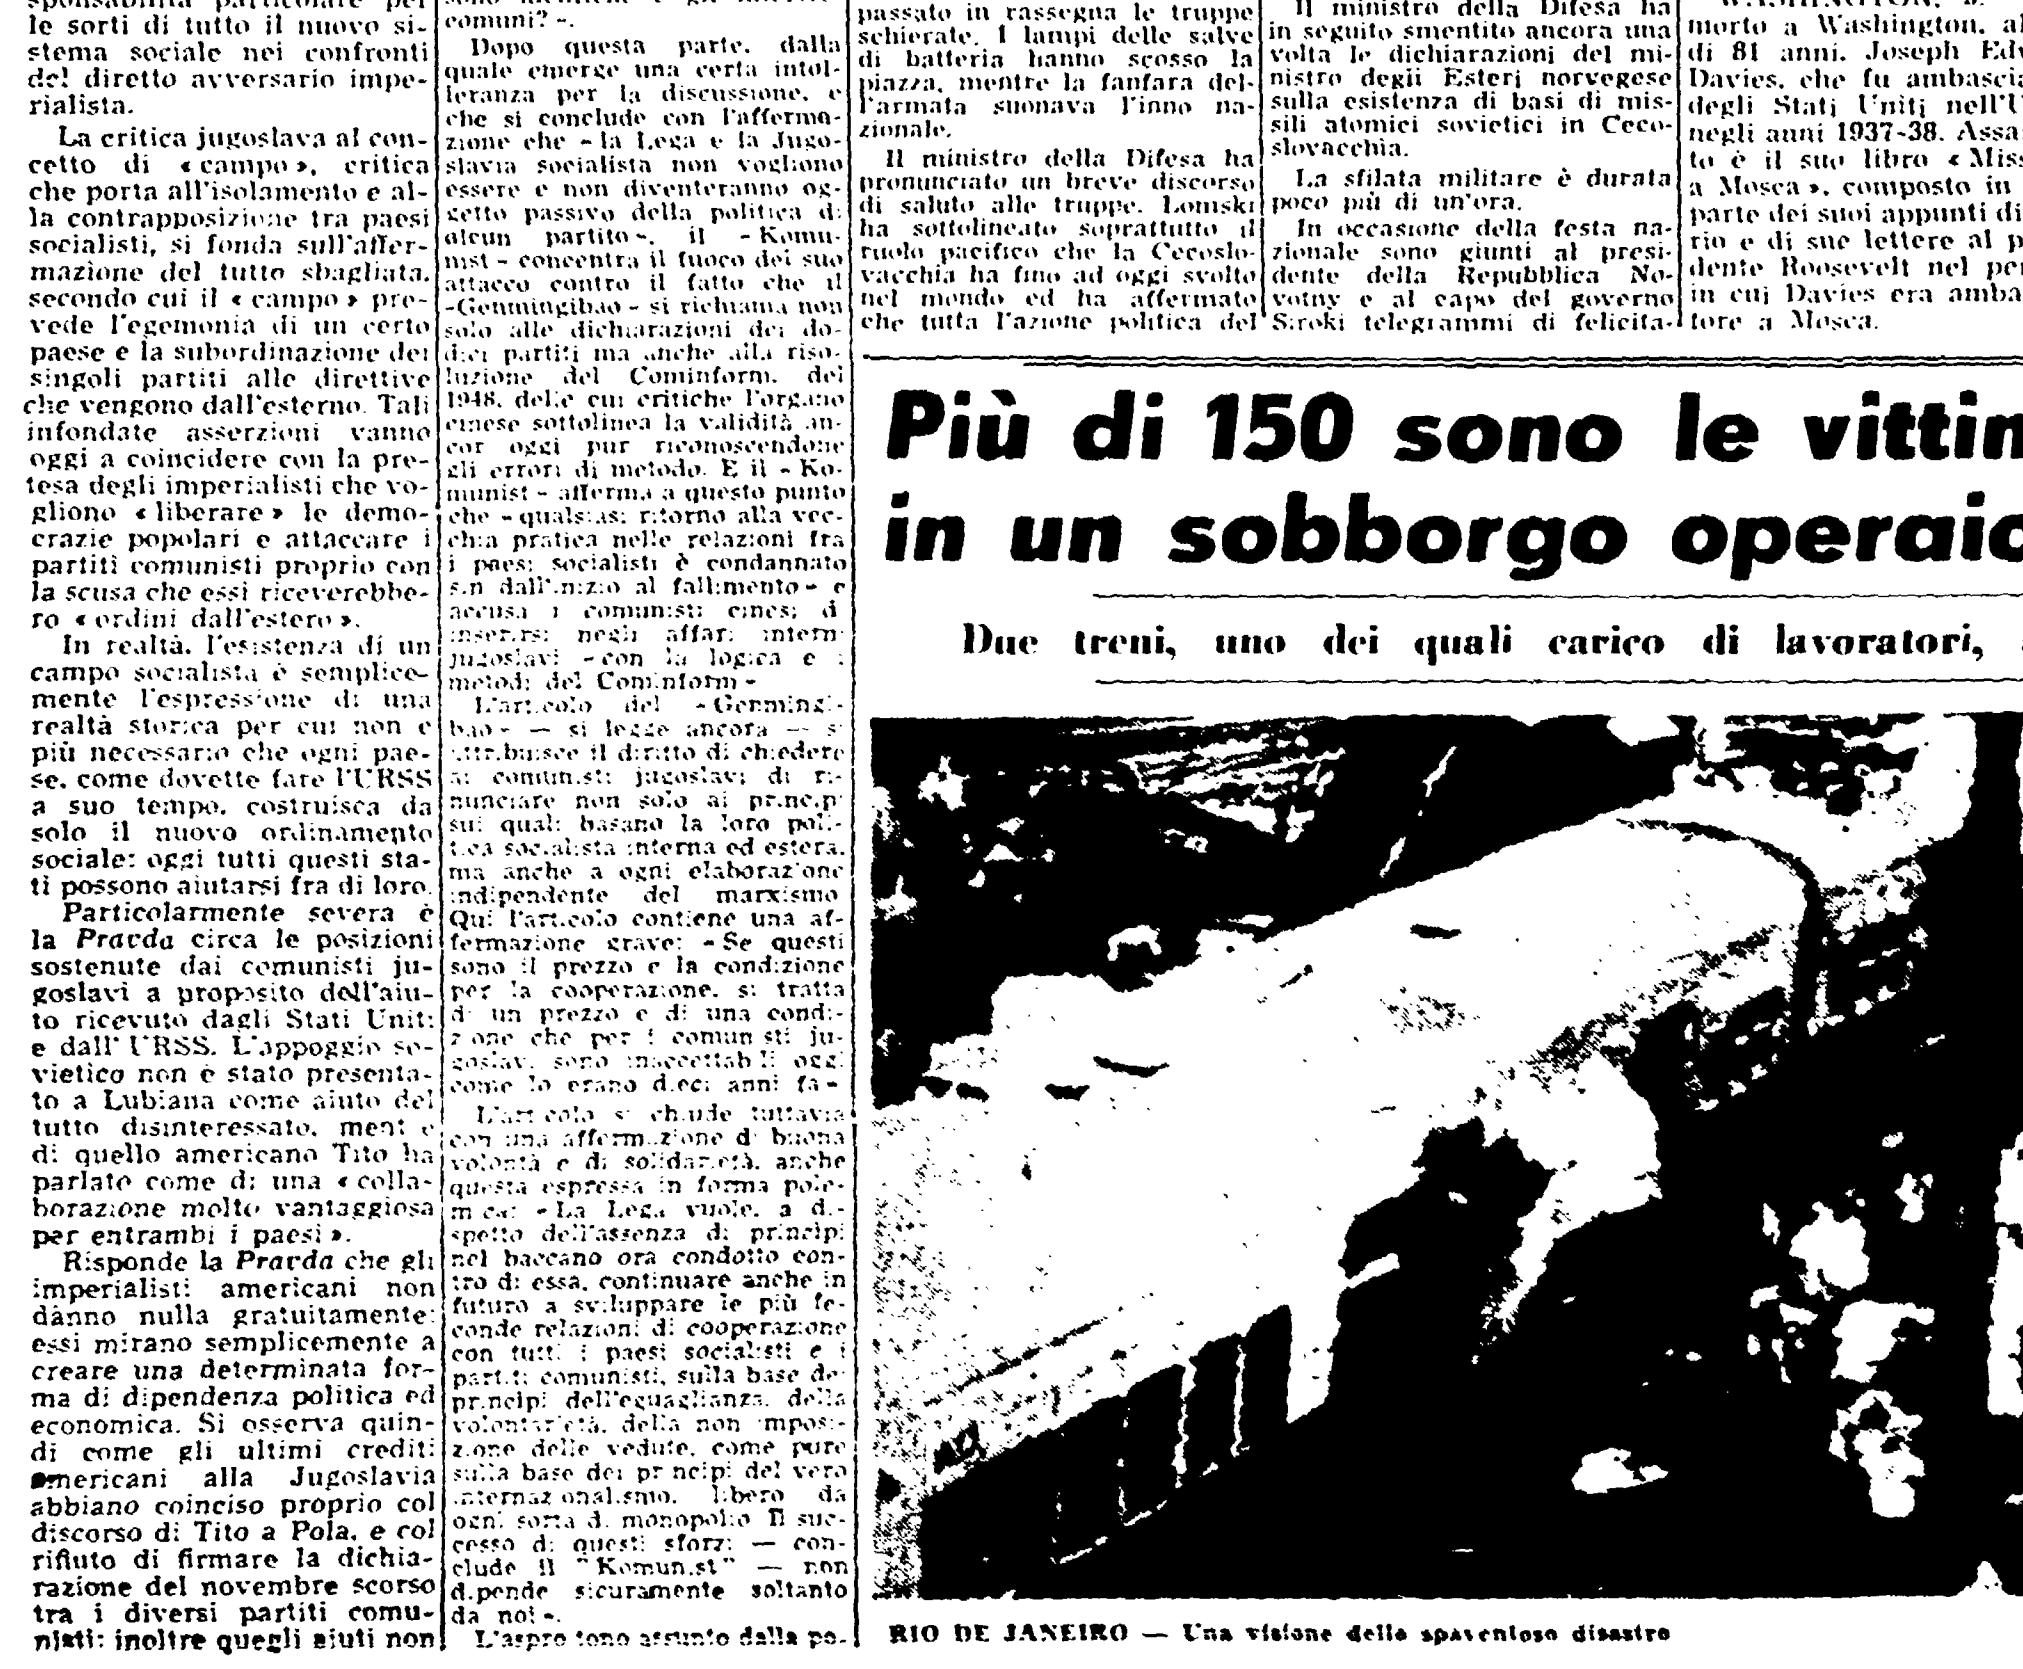 le sorti di tutto il nuovo si-
stema sociale nei confronti
del diretto avversario impe-
rialista.
La critica jugoslava al con-
cetto di « campo », critica
che porta all'isolamento e al-
la contrapposizione tra paesi
socialisti, si fonda sull'affer-
mazione del tutto sbagliata,
secondo cui il « campo » pre-
vede l'egemonia di un certo
paese e la subordinazione dei
singoli partiti alle direttive
che vengono dall'esterno. Tali
infondate asserzioni vanno
oggi a coincidere con la pre-
tesa degli imperialisti che vo-
gliono « liberare » le demo-
crazie popolari e attaccare i
partiti comunisti proprio con
la scusa che essi riceverebbe-
ro « ordini dall'estero ».
In realtà, l'esistenza di un
campo socialista è semplice-
mente l'espressione di una
realtà storica per cui non è
più necessario che ogni pae-
se, come dovette fare l'URSS
a suo tempo, costruisca da
solo il nuovo ordinamento
sociale: oggi tutti questi sta-
ti possono aiutarsi fra di loro.
Particolarmente severa è
la Pravda circa le posizioni
sostenute dai comunisti ju-
goslavi a proposito dell'aiu-
to ricevuto dagli Stati Uniti
e dall'URSS. L'appoggio so-
vietico non è stato presenta-
to a Lubiana come aiuto del
tutto disinteressato, mentre
di quello americano Tito ha
parlato come di una « colla-
borazione molto vantaggiosa
per entrambi i paesi ».
Risponde la Pravda che gli
imperialisti americani non
dànno nulla gratuitamente:
essi mirano semplicemente a
creare una determinata for-
ma di dipendenza politica ed
economica. Si osserva quin-
di come gli ultimi crediti
americani alla Jugoslavia
abbiano coinciso proprio col
discorso di Tito a Pola, e col
rifiuto di firmare la dichia-
razione del novembre scorso
tra i diversi partiti comu-
nisti: inoltre quegli aiuti non
comuni? -.
Dopo questa parte, dalla
quale emerge una certa intol-
leranza per la discussione, e
che si conclude con l'afferma-
zione che - la Lega e la Jugo-
slavia socialista non vogliono
essere e non diventeranno og-
getto passivo della politica di
alcun partito -, il - Komu-
nist - concentra il fuoco del suo
attacco contro il fatto che il
-Genmingibao - si richiama non
solo alle dichiarazioni dei do-
dici partiti ma anche alla riso-
luzione del Cominform, del
1948, delle cui critiche l'organo
cinese sottolinea la validità an-
cor oggi pur riconoscendone
gli errori di metodo. E il - Ko-
munist - afferma a questo punto
che - qualsiasi ritorno alla vec-
chia pratica nelle relazioni fra
i paesi socialisti è condannato
sin dall'inizio al fallimento - e
accusa i comunisti cinesi di
inserirsi negli affari interni
jugoslavi - con la logica e i
metodi del Cominform -
L'articolo del - Genmingi-
bao - — si legge ancora — si
attribuisce il diritto di chiedere
ai comunisti jugoslavi di ri-
nunciare non solo ai principi
sui quali basano la loro poli-
tica socialista interna ed estera,
ma anche a ogni elaborazione
indipendente del marxismo
Qui l'articolo contiene una af-
fermazione grave: - Se questi
sono il prezzo e la condizione
per la cooperazione, si tratta
di un prezzo e di una condi-
zione che per i comunisti ju-
goslavi sono inaccettabili oggi
come lo erano dieci anni fa -
L'articolo si chiude tuttavia
con una affermazione di buona
volontà e di solidarietà, anche
questa espressa in forma pole-
mica: - La Lega vuole, a di-
spetto dell'assenza di principi
nel baccano ora condotto con-
tro di essa, continuare anche in
futuro a sviluppare le più fe-
conde relazioni di cooperazione
con tutti i paesi socialisti e i
partiti comunisti, sulla base dei
principi dell'eguaglianza, della
volontarietà, della non imposi-
zione delle vedute, come pure
sulla base dei principi del vero
internazionalismo, libero da
ogni sorta di monopolio Il suc-
cesso di questi sforzi — con-
clude il "Komunist" — non
dipende sicuramente soltanto
da noi -.
L'aspro tono assunto dalla po-
passato in rassegna le truppe
schierate. I lampi delle salve
di batteria hanno scosso la
piazza, mentre la fanfara del-
l'armata suonava l'inno na-
zionale.
Il ministro della Difesa ha
pronunciato un breve discorso
di saluto alle truppe. Lomski
ha sottolineato soprattutto il
ruolo pacifico che la Cecoslo-
vacchia ha fino ad oggi svolto
nel mondo ed ha affermato
che tutta l'azione politica del
Il ministro della Difesa ha
in seguito smentito ancora una
volta le dichiarazioni del mi-
nistro degli Esteri norvegese
sulla esistenza di basi di mis-
sili atomici sovietici in Ceco-
slovacchia.
La sfilata militare è durata
poco più di un'ora.
In occasione della festa na-
zionale sono giunti al presi-
dente della Repubblica No-
votny e al capo del governo
Siroki telegrammi di felicita-
morto a Washington, al
di 81 anni, Joseph Edw
Davies, che fu ambascia
degli Stati Uniti nell'U
negli anni 1937-38. Assa
to è il suo libro « Miss
a Mosca », composto in
parte dei suoi appunti di
rio e di sue lettere al p
dente Roosevelt nel per
in cui Davies era amba
tore a Mosca.
Più di 150 sono le vittim
in un sobborgo operaio
Due treni, uno dei quali carico di lavoratori,
RIO DE JANEIRO — Una visione dello spaventoso disastro